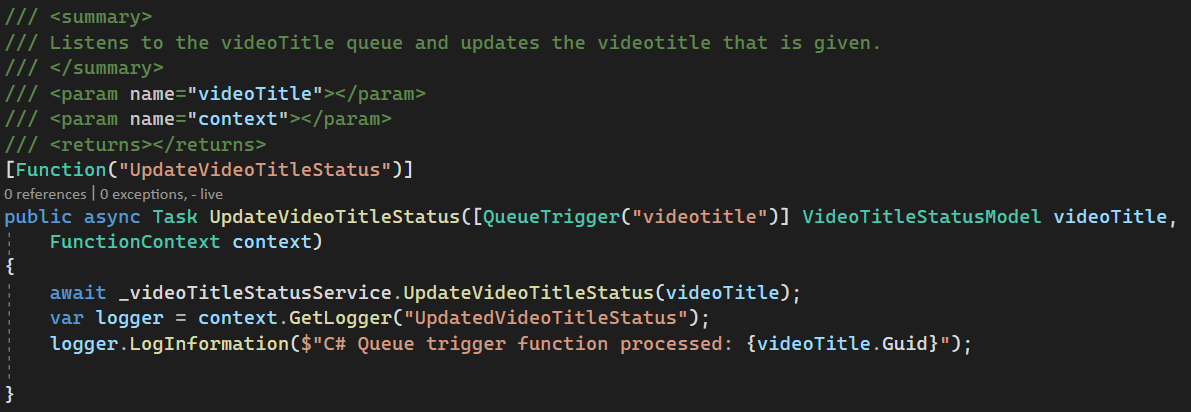 /// <summary>
/// Listens to the videoTitle queue and updates the videotitle that is given.
/// </summary>
/// <param name="videoTitle"></param>
/// <param name="context"></param>
/// <returns></returns>
[Function("UpdateVideoTitleStatus")]
0 references | 0 exceptions, - live
public async Task UpdateVideoTitleStatus([QueueTrigger("videotitle")] VideoTitleStatusModel videoTitle,
    FunctionContext context)
{
    await _videoTitleStatusService.UpdateVideoTitleStatus(videoTitle);
    var logger = context.GetLogger("UpdatedVideoTitleStatus");
    logger.LogInformation($"C# Queue trigger function processed: {videoTitle.Guid}");
}